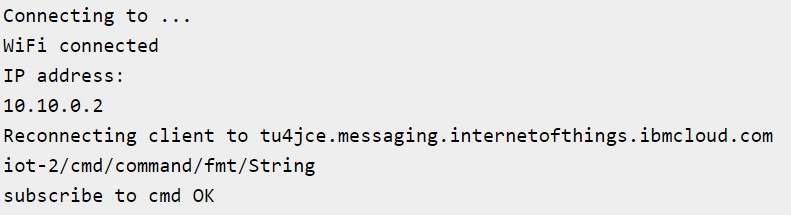 Connecting to ...
WiFi connected
IP address:
10.10.0.2
Reconnecting client to tu4jce.messaging.internetofthings.ibmcloud.com
iot-2/cmd/command/fmt/String
subscribe to cmd OK